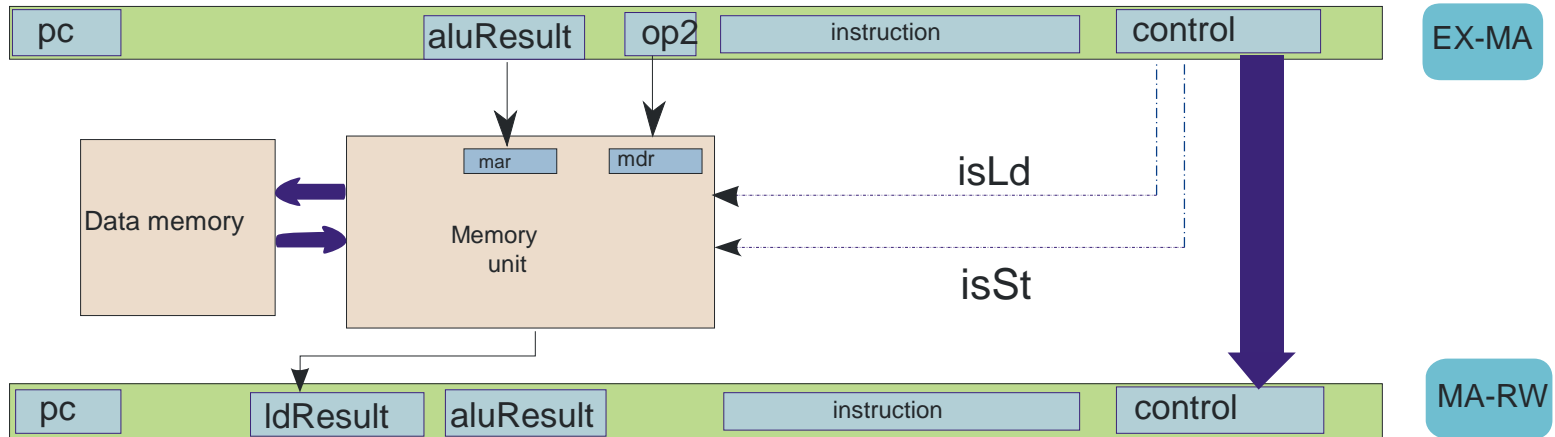 pc
aluResult
op2
instruction
control
EX-MA
mar
mdr
isLd
Data memory
Memory
unit
isSt
pc
ldResult
aluResult
instruction
control
MA-RW